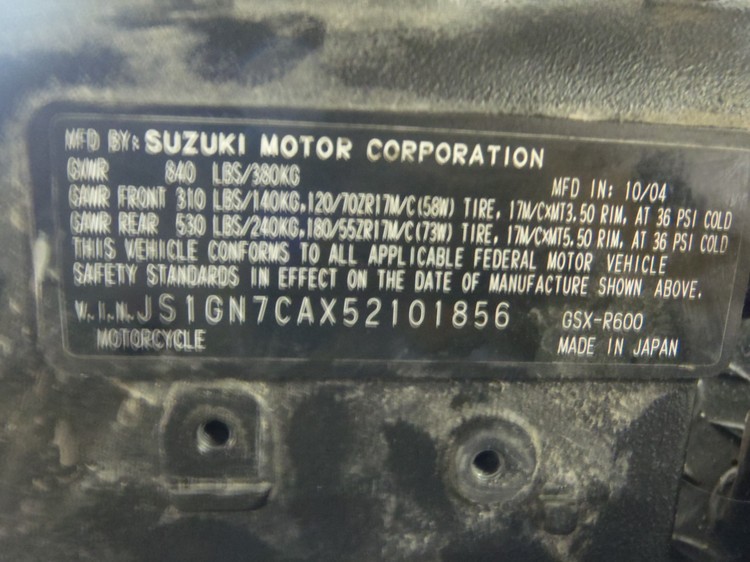 MFD BY: SUZUKI MOTOR CORPORATION
GVWR 840 LBS/380KG MFD IN: 10/04
GAWR FRONT 310 LBS/140KG,120/70ZR17M/C(58W) TIRE, 17M/CXMT3.50 RIM, AT 36 PSI COLD
GAWR REAR 530 LBS/240KG,180/55ZR17M/C(73W) TIRE, 17M/CXMT5.50 RIM, AT 36 PSI COLD
THIS VEHICLE CONFORMS TO ALL APPLICABLE FEDERAL MOTOR VEHICLE
SAFETY STANDARDS IN EFFECT ON THE DATE OF MANUFACTURE SHOWN ABOVE.
V.I.N. JS1GN7CAX52101856 GSX-R600
MOTORCYCLE MADE IN JAPAN